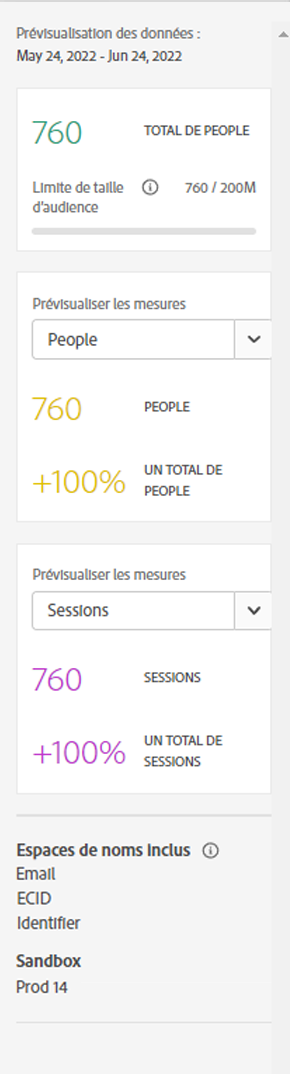 Prévisualisation des données :
May 24, 2022 - Jun 24, 2022
760 TOTAL DE PEOPLE
Limite de taille d'audience 760 / 200M
Prévisualiser les mesures
People
760 PEOPLE
+100% UN TOTAL DE PEOPLE
Prévisualiser les mesures
Sessions
760 SESSIONS
+100% UN TOTAL DE SESSIONS
Espaces de noms inclus
Email
ECID
Identifier
Sandbox
Prod 14